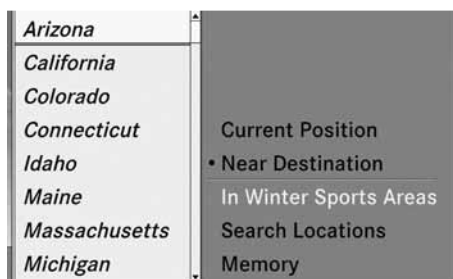 Arizona
California
Colorado
Connecticut
Idaho
Maine
Massachusetts
Michigan
Current Position
• Near Destination
In Winter Sports Areas
Search Locations
Memory